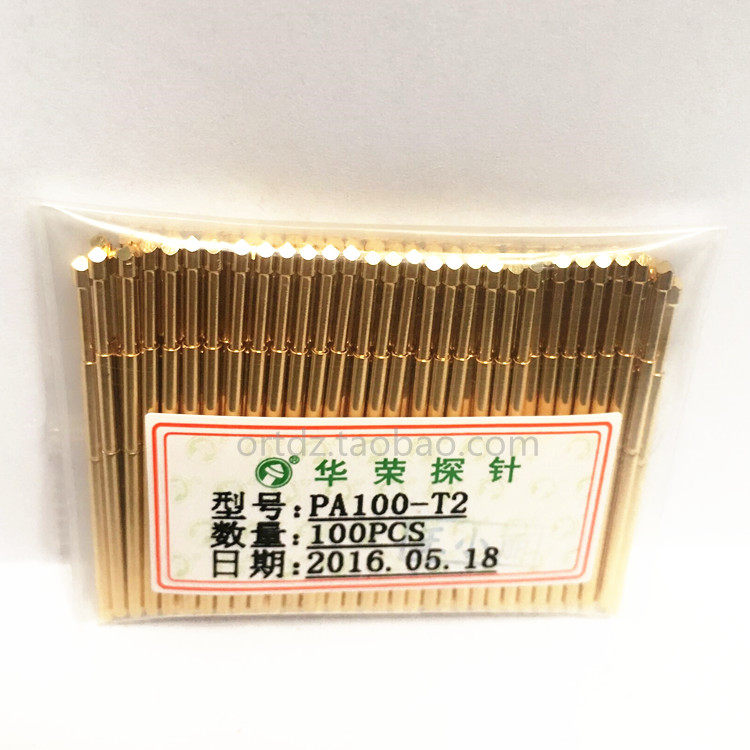 ortdz.taobao.com
华荣探针
型号:PA100-T2
数量:100PCS
日期:2016.05.18